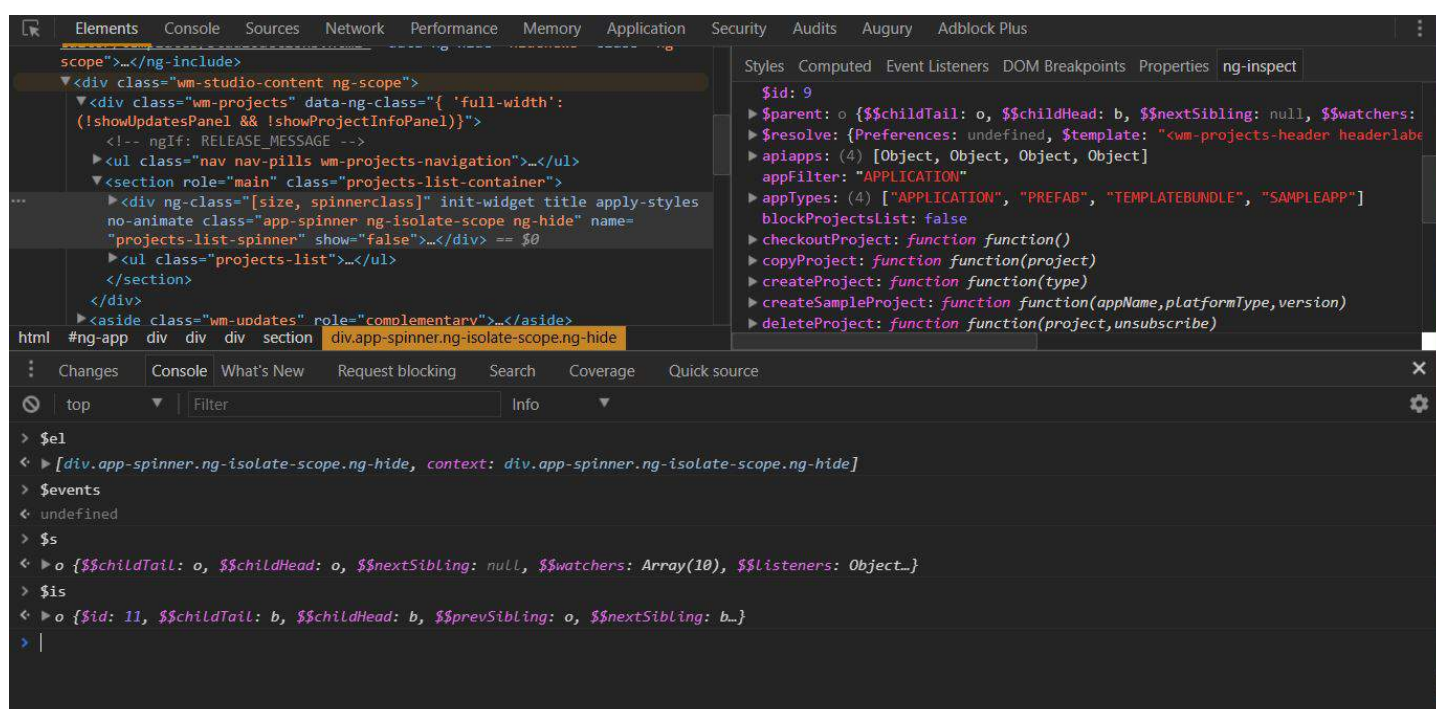 Elements Console Sources Network Performance Memory Application Security Audits Augury Adblock Plus
scope">…</ng-include>
▼<div class="wm-studio-content ng-scope">
▼<div class="wm-projects" data-ng-class="{ 'full-width':
(!showUpdatesPanel && !showProjectInfoPanel)}">
<!-- ngIf: RELEASE_MESSAGE -->
▶<ul class="nav nav-pills wm-projects-navigation">…</ul>
▼<section role="main" class="projects-list-container">
▶<div ng-class="[size, spinnerclass]" init-widget title apply-styles
no-animate class="app-spinner ng-isolate-scope ng-hide" name=
"projects-list-spinner" show="false">…</div> == $0
▶<ul class="projects-list">…</ul>
</section>
</div>
▶<aside class="wm-updates" role="complementary">…</aside>
html #ng-app div div div section div.app-spinner.ng-isolate-scope.ng-hide
Styles Computed Event Listeners DOM Breakpoints Properties ng-inspect
$id: 9
▶$parent: o {$$childTail: o, $$childHead: b, $$nextSibling: null, $$watchers:
▶$resolve: {Preferences: undefined, $template: "<wm-projects-header headerlabe
▶apiapps: (4) [Object, Object, Object, Object]
appFilter: "APPLICATION"
▶appTypes: (4) ["APPLICATION", "PREFAB", "TEMPLATEBUNDLE", "SAMPLEAPP"]
blockProjectsList: false
▶checkoutProject: function function()
▶copyProject: function function(project)
▶createProject: function function(type)
▶createSampleProject: function function(appName,platformType,version)
▶deleteProject: function function(project,unsubscribe)
Changes Console What's New Request blocking Search Coverage Quick source
top ▼ Filter Info ▼
> $el
▶[div.app-spinner.ng-isolate-scope.ng-hide, context: div.app-spinner.ng-isolate-scope.ng-hide]
> $events
undefined
> $s
▶o {$$childTail: o, $$childHead: o, $$nextSibling: null, $$watchers: Array(10), $$listeners: Object…}
> $is
▶o {$id: 11, $$childTail: b, $$childHead: b, $$prevSibling: o, $$nextSibling: b…}
>